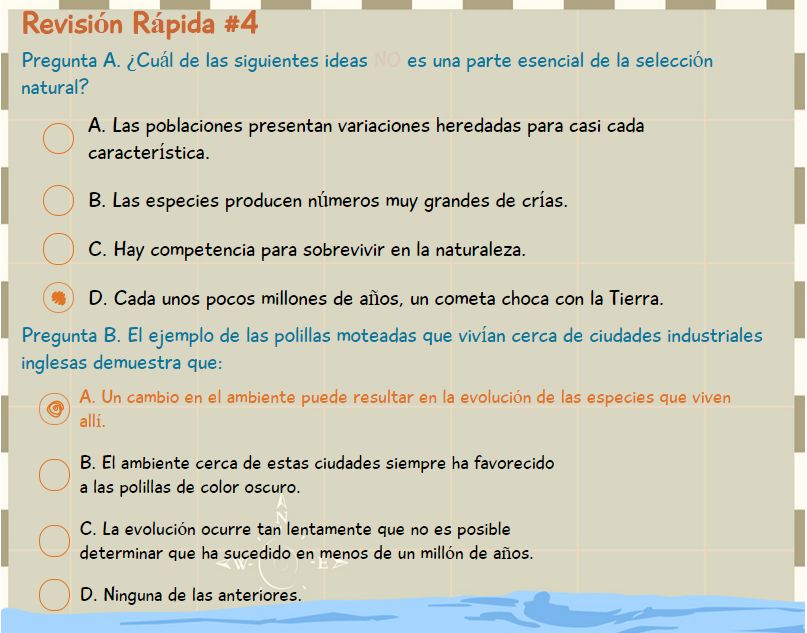 Revisión Rápida #4
Pregunta A. ¿Cuál de las siguientes ideas NO es una parte esencial de la selección
natural?
A. Las poblaciones presentan variaciones heredadas para casi cada
característica.
B. Las especies producen números muy grandes de crías.
C. Hay competencia para sobrevivir en la naturaleza.
D. Cada unos pocos millones de años, un cometa choca con la Tierra.
Pregunta B. El ejemplo de las polillas moteadas que vivían cerca de ciudades industriales
inglesas demuestra que:
A. Un cambio en el ambiente puede resultar en la evolución de las especies que viven
allí.
B. El ambiente cerca de estas ciudades siempre ha favorecido
a las polillas de color oscuro.
N
C. La evolución ocurre tan lentamente que no es posible
determinar que ha sucedido en menos de un millón de años.
W E
D. Ninguna de las anteriores.